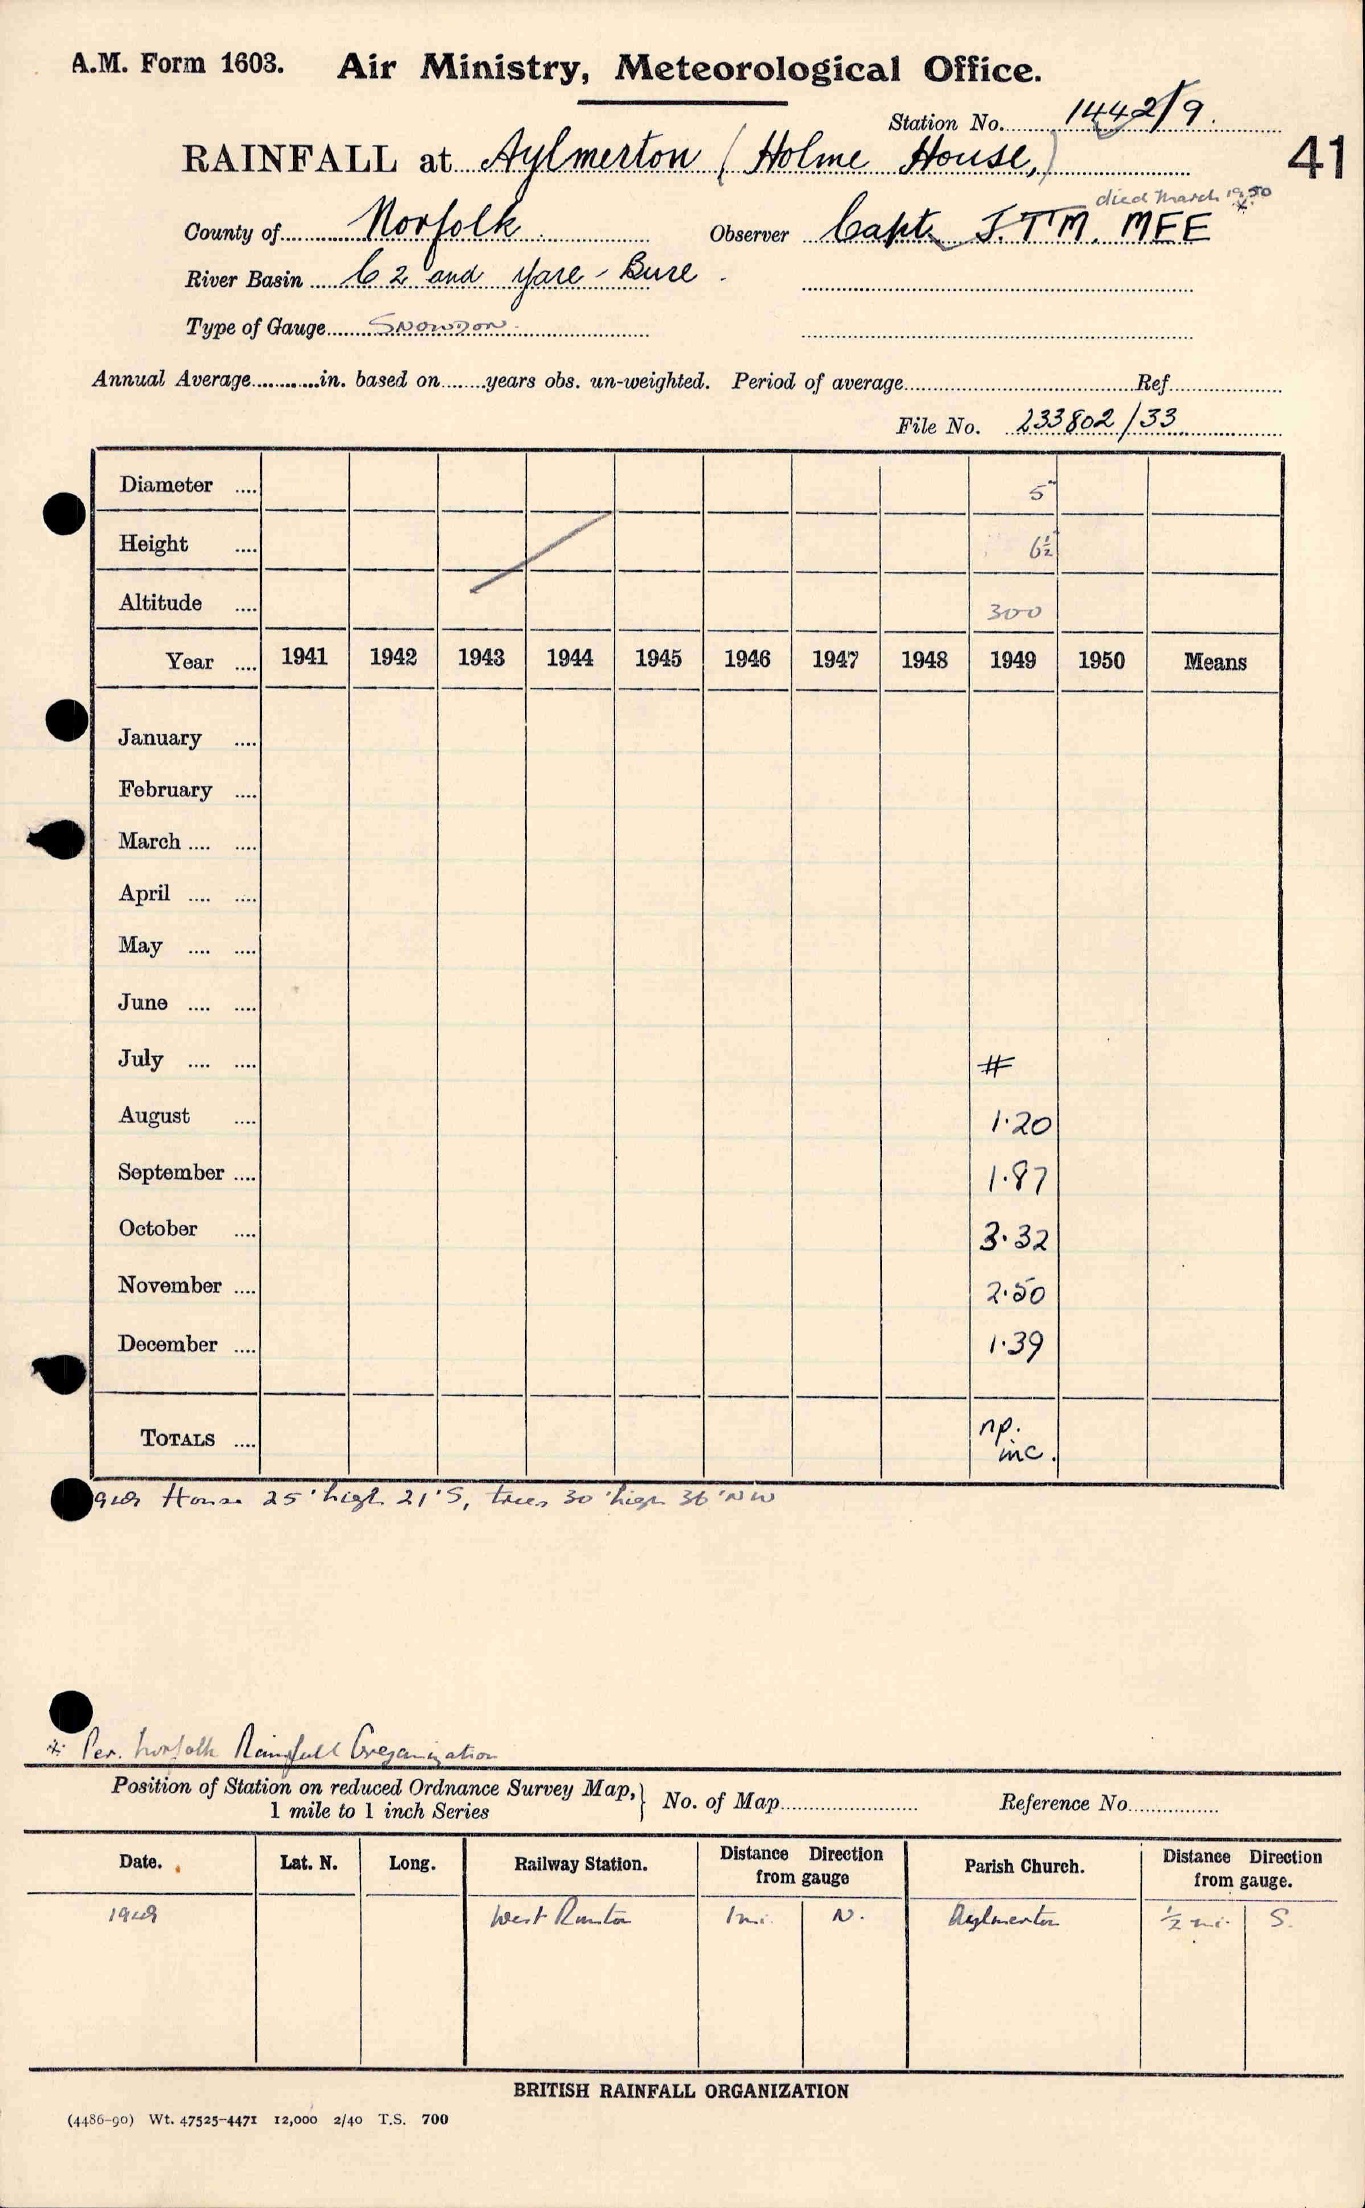 A.M. Form 1603. Air Ministry, Meteorological Office.
Station No. 1442/9.
RAINFALL at Aylmerton (Holme House,)
41
died March 1950 *
County of Norfolk Observer Capt. J.T.M. MEE
River Basin C2 and Yare - Bure
Type of Gauge SNOWDON
Annual Average............in. based on........years obs. un-weighted. Period of average Ref
File No. 233802/33
Diameter .... 5"
Height .... 6½"
Altitude .... 300
Year .... 1941 1942 1943 1944 1945 1946 1947 1948 1949 1950 Means
January ....
February ....
March .... ....
April .... ....
May .... ....
June .... ....
July .... .... #
August .... 1·20
September .... 1·87
October .... 3·32
November .... 2·50
December .... 1·39
TOTALS .... np. inc.
House 25' high 21' S, trees 30' high 36' NW
* Per. Norfolk Rainfall Organization
Position of Station on reduced Ordnance Survey Map, } No. of Map Reference No.
1 mile to 1 inch Series
Date. Lat. N. Long. Railway Station. Distance Direction from gauge Parish Church. Distance Direction from gauge.
1949 West Runton 1 mi. N. Aylmerton ½ mi. S.
BRITISH RAINFALL ORGANIZATION
(4486-90) Wt. 47525-4471 12,000 2/40 T.S. 700